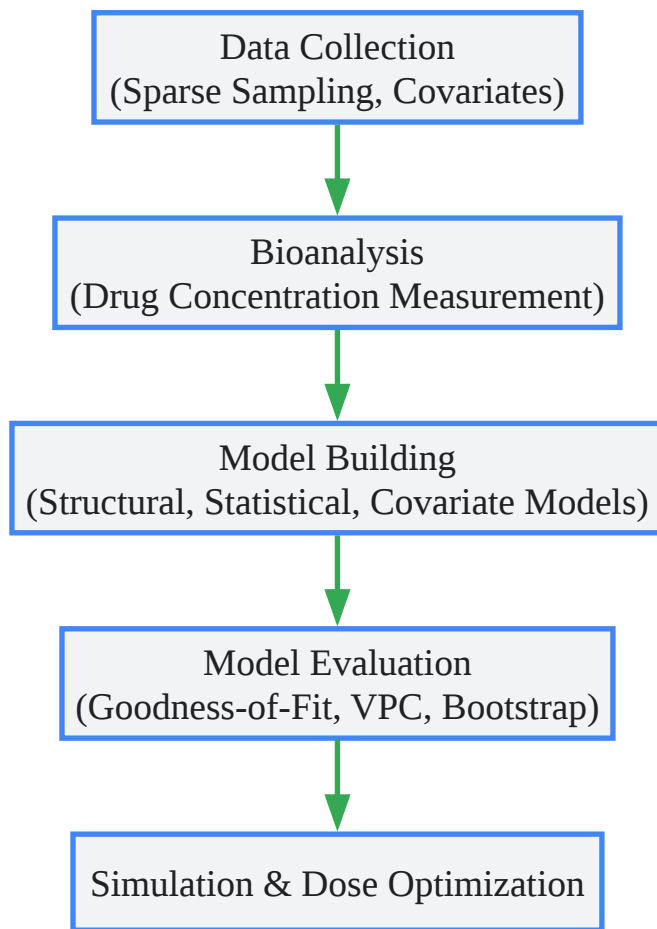 Data Collection
(Sparse Sampling, Covariates)
Bioanalysis
(Drug Concentration Measurement)
Model Building
(Structural, Statistical, Covariate Models)
Model Evaluation
(Goodness-of-Fit, VPC, Bootstrap)
Simulation & Dose Optimization